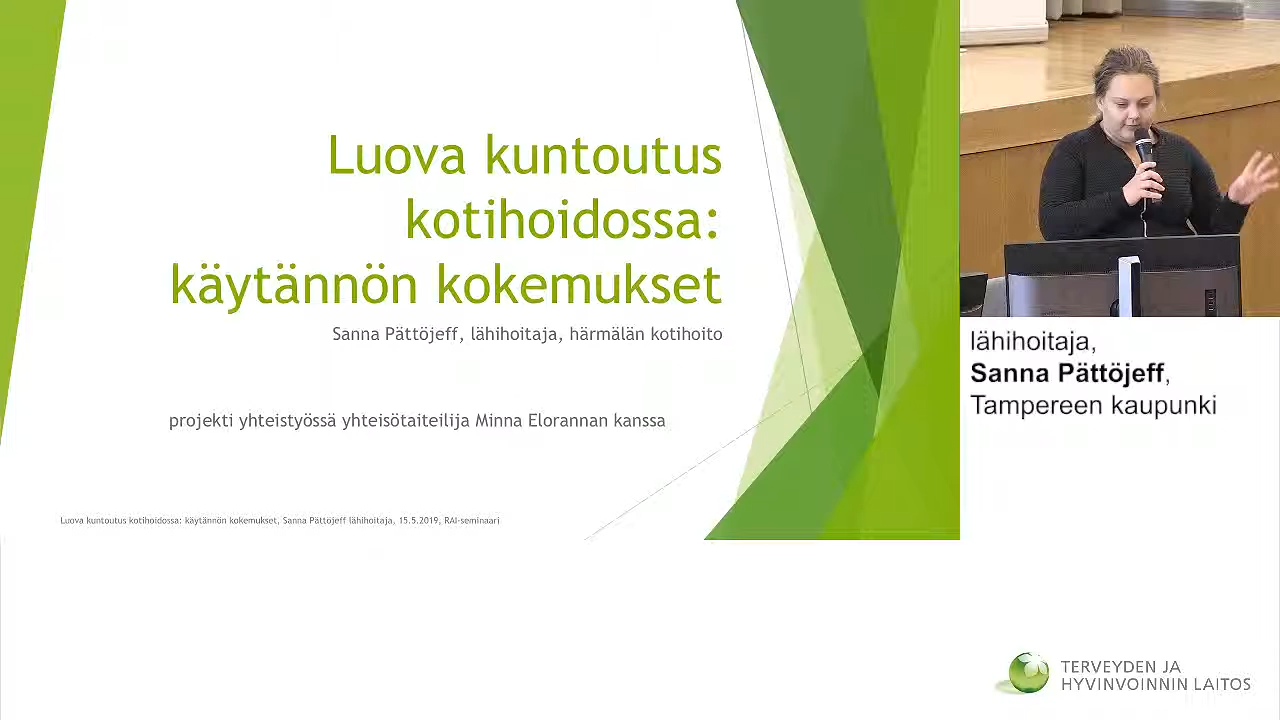 Luova kuntoutus
kotihoidossa:
käytännön kokemukset
Sanna Pättöjeff, lähihoitaja, härmälän kotihoito
projekti yhteistyössä yhteisötaiteilija Minna Elorannan kanssa
Luova kuntoutus kotihoidossa: käytännön kokemukset, Sanna Pättöjeff lähihoitaja, 15.5.2019, RAI-seminaari
lähihoitaja,
Sanna Pättöjeff,
Tampereen kaupunki
TERVEYDEN JA
HYVINVOINNIN LAITOS